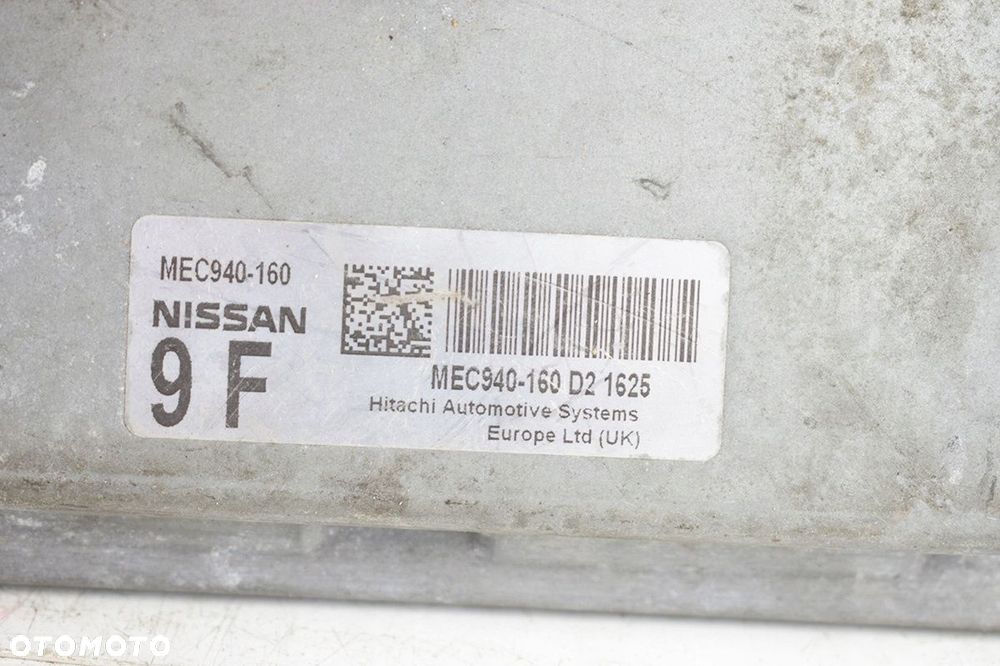 MEC940-160
NISSAN
9 F
MEC940-160 D2 1625
Hitachi Automotive Systems
Europe Ltd (UK)
OTOMOTO